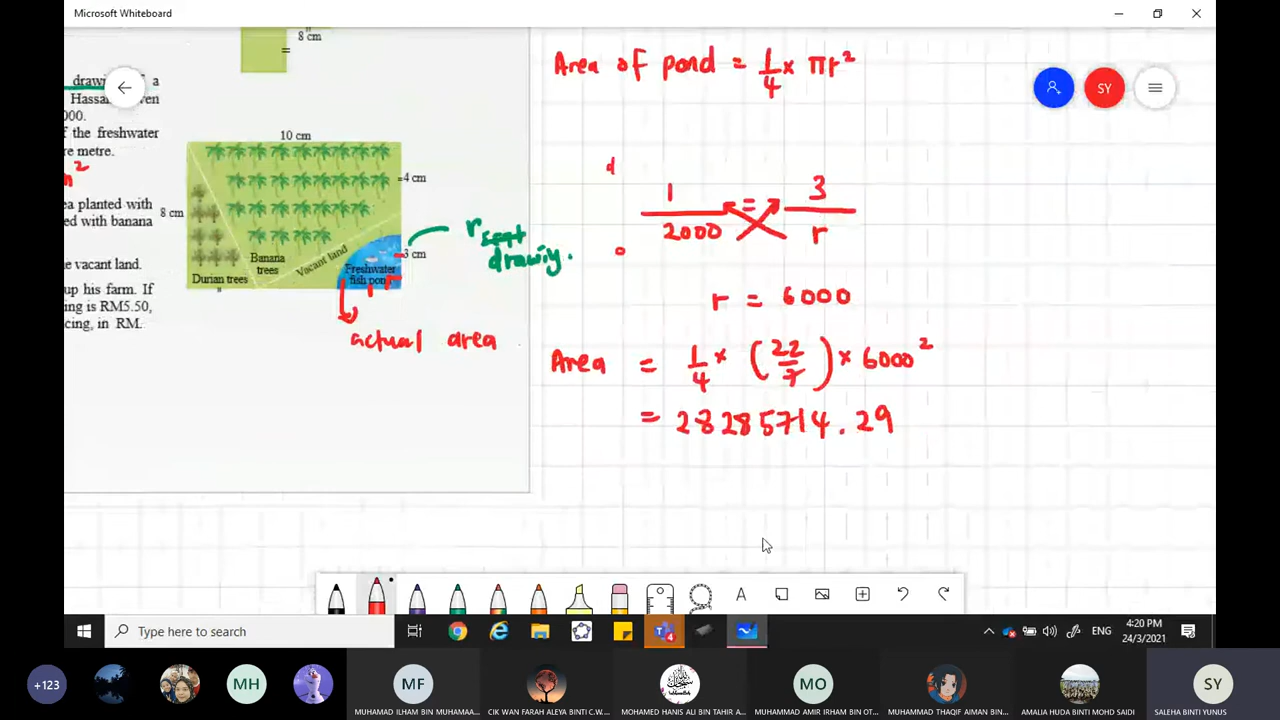 Microsoft Whiteboard
8 cm
=
drawi
a
Hassa
ven
000.
f the freshwater
re metre.
2
ea planted with
ed with banana
e vacant land.
up his farm. If
ing is RM5.50,
cing, in RM.
10 cm
4 cm
8 cm
3 cm
Durian trees
Banana
trees
Vacant land
Freshwater
fish pon
r
drawing.
actual area
Area of pond = 1/4 × πr²
SY
d
1/2000 = 3/r
r = 6000
Area = 1/4 × (22/7) × 6000²
= 28285714.29
A
Type here to search
4
ENG
4:20 PM
24/3/2021
+123
MH
MF
MO
SY
MUHAMAD ILHAM BIN MUHAMAA...
CIK WAN FARAH ALEYA BINTI C.W...
MOHAMED HANIS ALI BIN TAHIR A...
MUHAMMAD AMIR IRHAM BIN OT...
MUHAMMAD THAQIF AIMAN BIN...
AMALIA HUDA BINTI MOHD SAIDI
SALEHA BINTI YUNUS